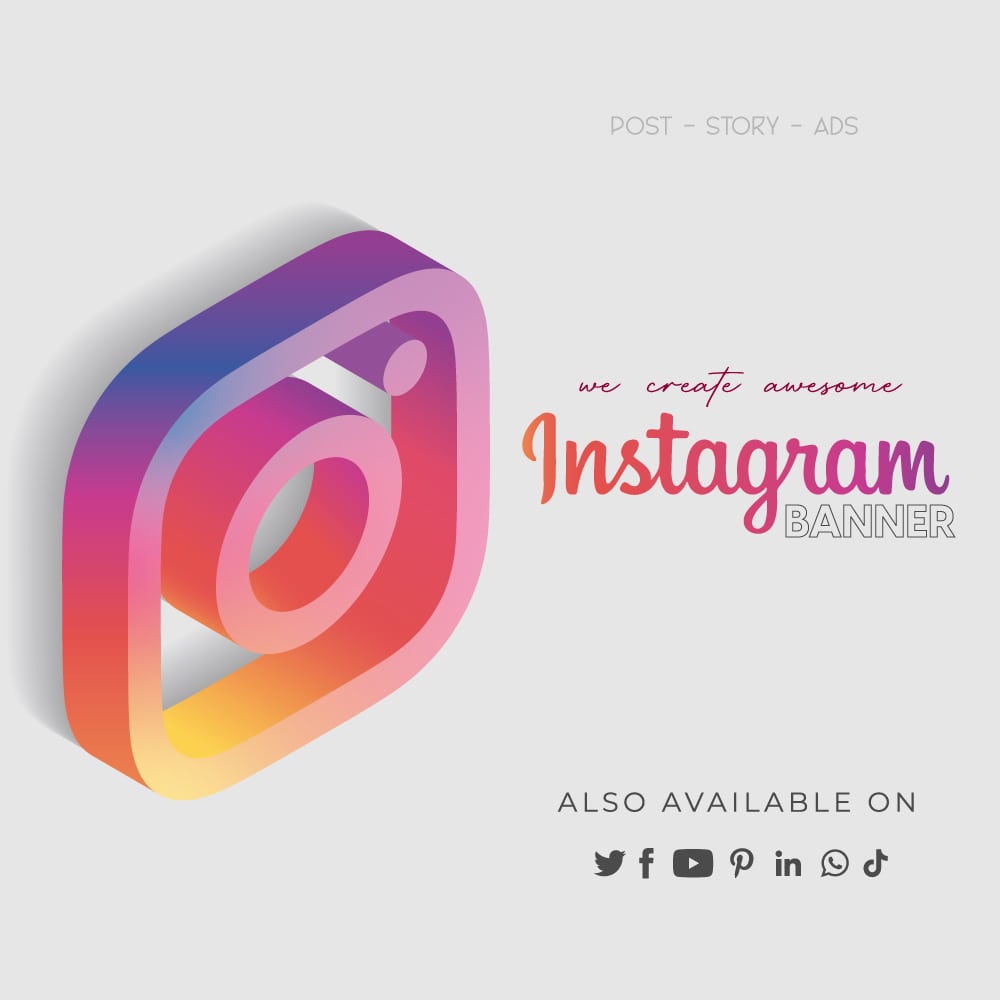 POST - STORY - ADS
we create awesome
Instagram
BANNER
ALSO AVAILABLE ON